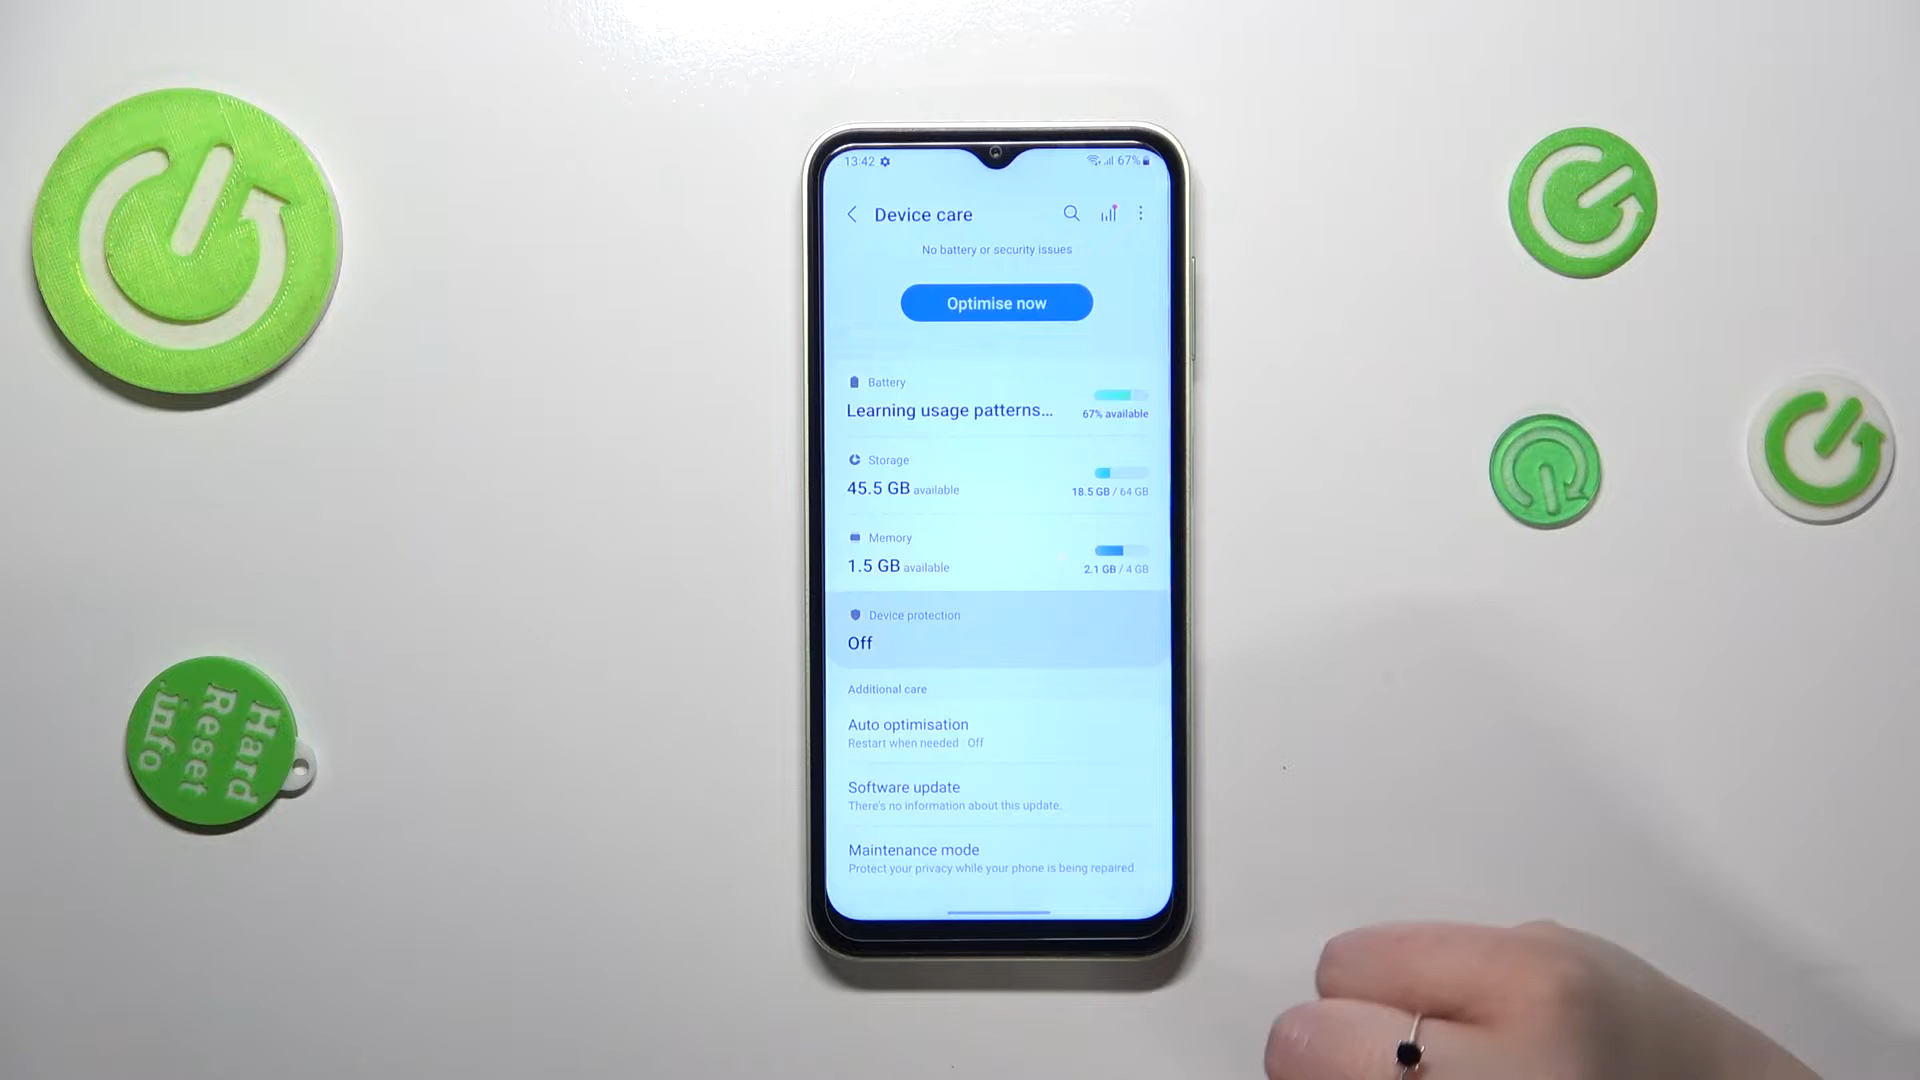 13:42
67%
Device care
No battery or security issues
Optimise now
Battery
Learning usage patterns...
67% available
Storage
45.5 GB available
18.5 GB / 64 GB
Memory
1.5 GB available
2.1 GB / 4 GB
Device protection
Off
Additional care
Auto optimisation
Restart when needed : Off
Software update
There's no information about this update.
Maintenance mode
Protect your privacy while your phone is being repaired.
Hard
Reset
.info